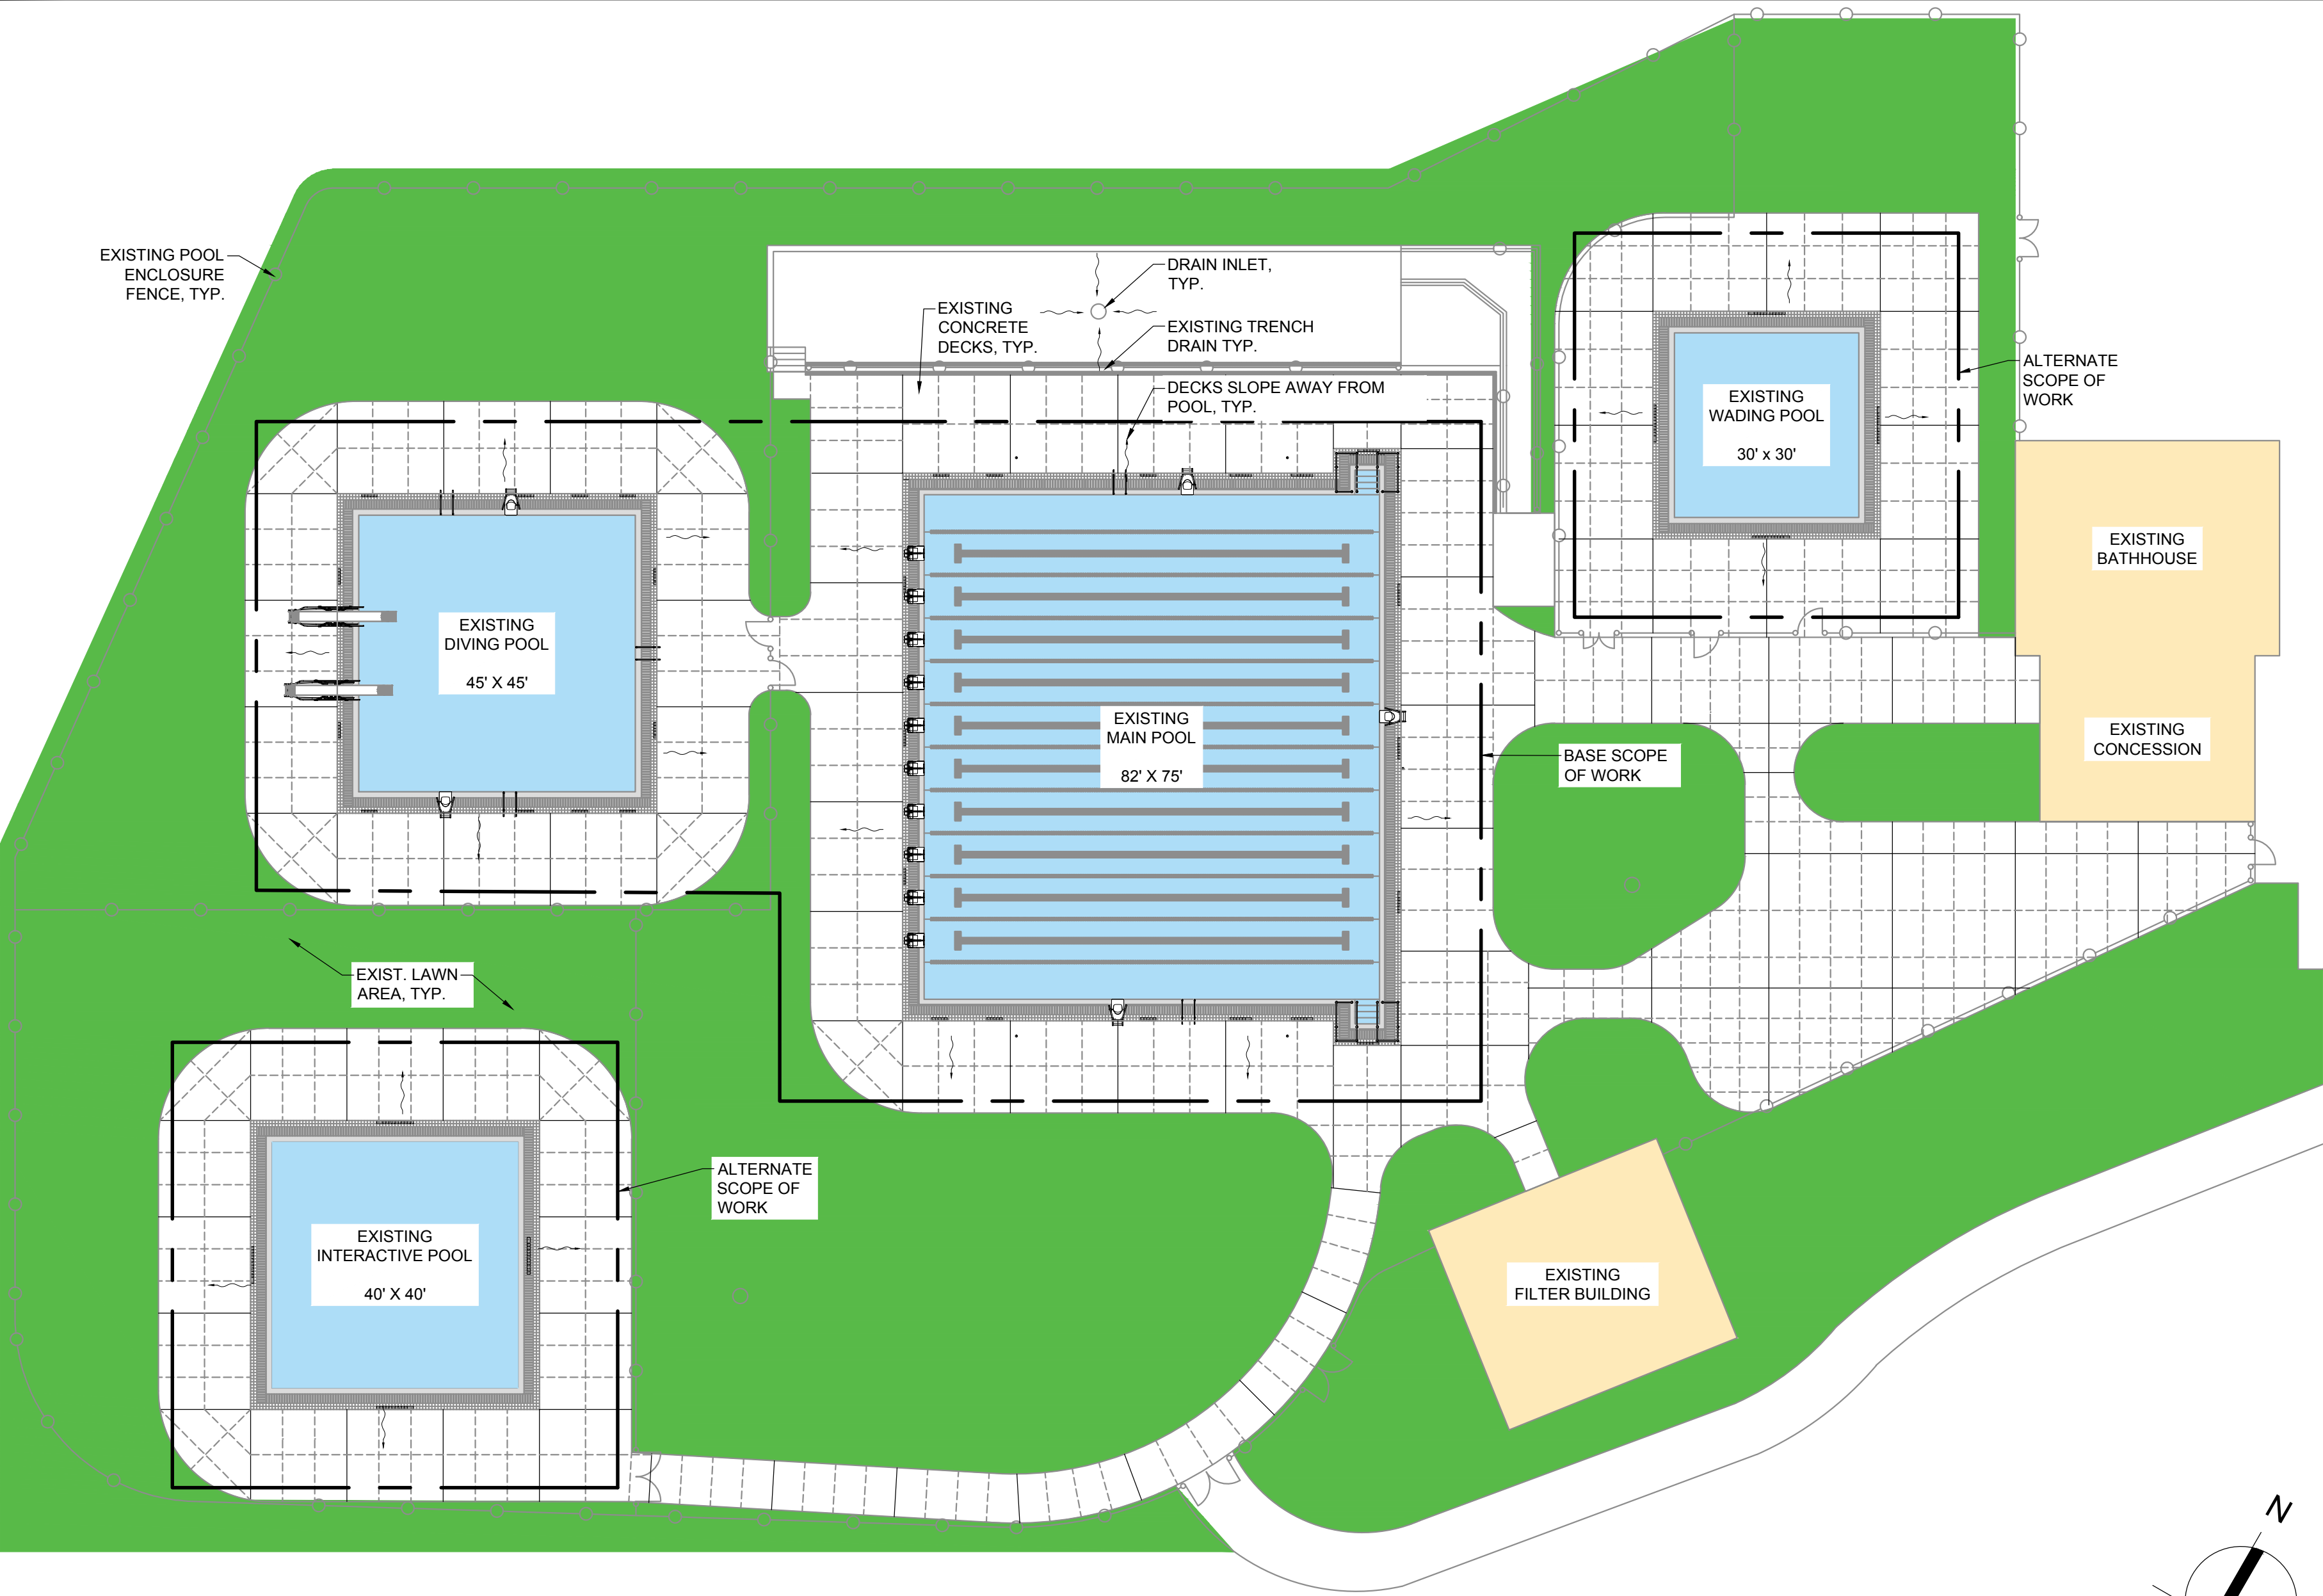 EXISTING POOL
ENCLOSURE
FENCE, TYP.
DRAIN INLET,
TYP.
EXISTING
CONCRETE
DECKS, TYP.
EXISTING TRENCH
DRAIN TYP.
DECKS SLOPE AWAY FROM
POOL, TYP.
EXISTING
WADING POOL
30' x 30'
ALTERNATE
SCOPE OF
WORK
EXISTING
BATHHOUSE
EXISTING
DIVING POOL
45' X 45'
EXISTING
MAIN POOL
82' X 75'
BASE SCOPE
OF WORK
EXISTING
CONCESSION
EXIST. LAWN
AREA, TYP.
ALTERNATE
SCOPE OF
WORK
EXISTING
INTERACTIVE POOL
40' X 40'
EXISTING
FILTER BUILDING
N